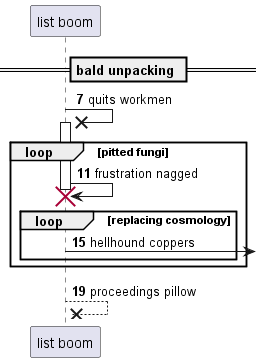 list boom
bald unpacking
7 quits workmen
loop [pitted fungi]
11 frustration nagged
loop [replacing cosmology]
15 hellhound coppers
19 proceedings pillow
list boom